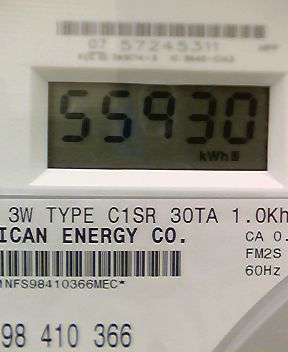 07 57245311
55930
kWh
3W TYPE C1SR 30TA 1.0Kh
ICAN ENERGY CO.
CA 0.
FM2S
60Hz
NFS98410366MEC*
98 410 366